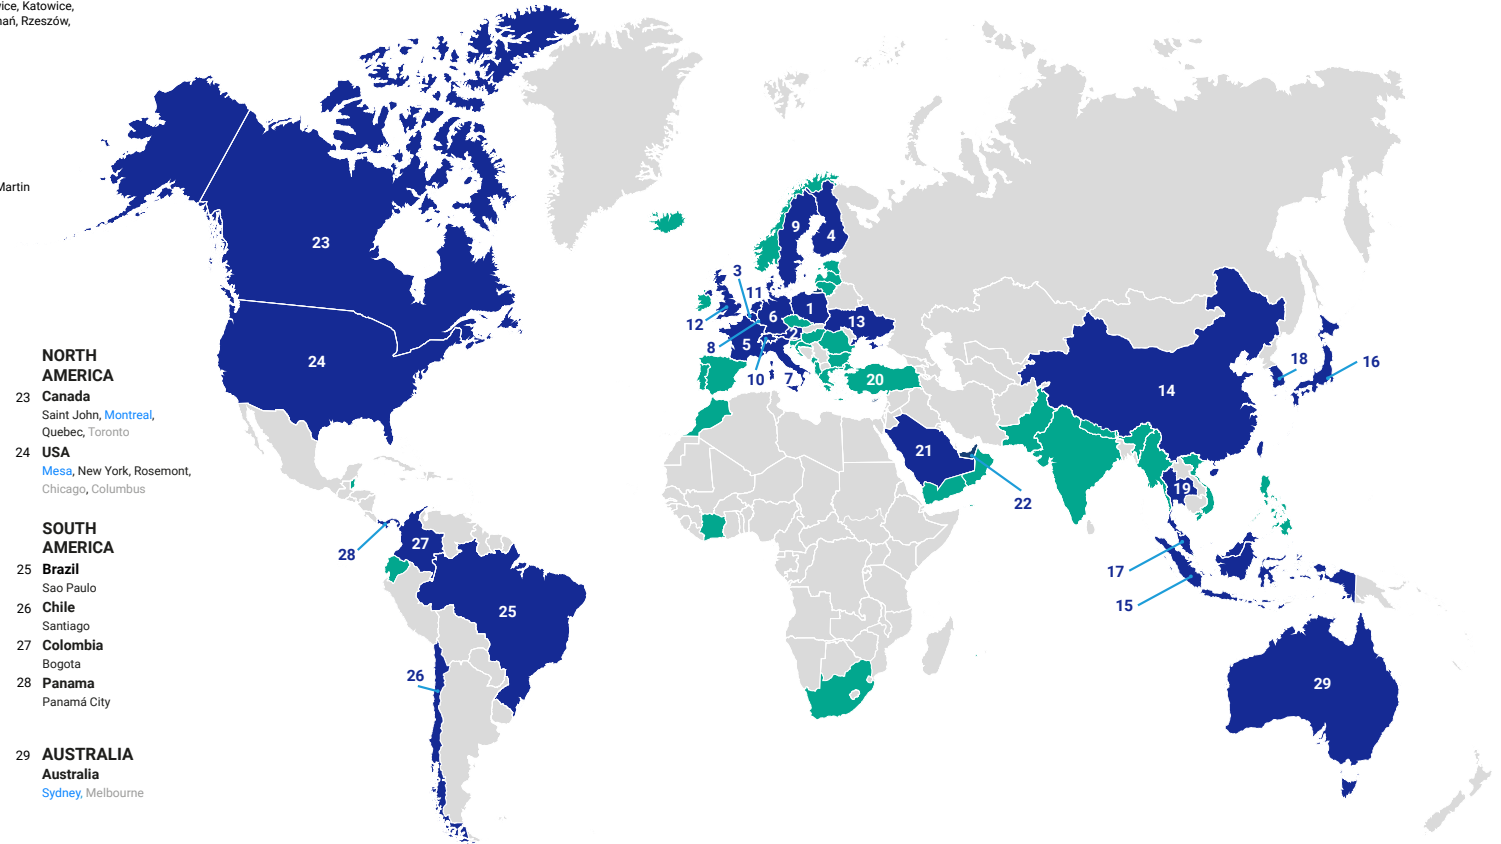 ice, Katowice,
nań, Rzeszów,
Martin
NORTH
AMERICA
23 Canada
Saint John, Montreal,
Quebec, Toronto
24 USA
Mesa, New York, Rosemont,
Chicago, Columbus
SOUTH
AMERICA
25 Brazil
Sao Paulo
26 Chile
Santiago
27 Colombia
Bogota
28 Panama
Panamá City
29 AUSTRALIA
Australia
Sydney, Melbourne
23
24
28
27
25
26
9
4
3
11
12
6
1
13
8
5
2
10
7
20
18
16
14
21
22
19
17
15
29